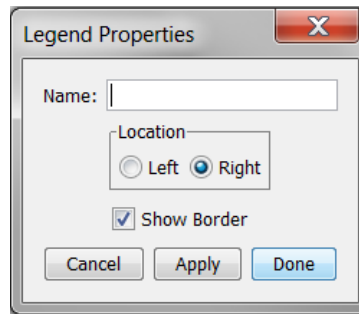 Legend Properties
Name:
Location
Left Right
Show Border
Cancel Apply Done